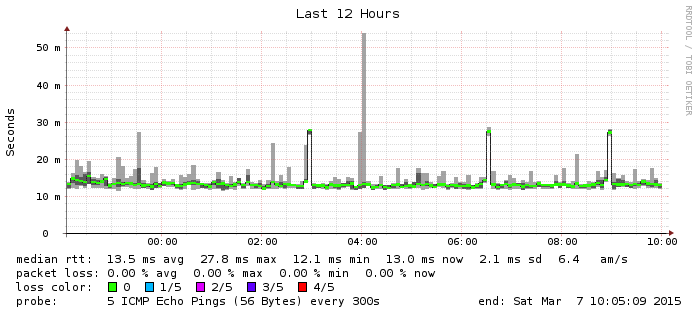 Last 12 Hours
RRDTOOL / TOBI OETIKER
Seconds
50 m
40 m
30 m
20 m
10 m
0
00:00 02:00 04:00 06:00 08:00 10:00
median rtt: 13.5 ms avg 27.8 ms max 12.1 ms min 13.0 ms now 2.1 ms sd 6.4 am/s
packet loss: 0.00 % avg 0.00 % max 0.00 % min 0.00 % now
loss color: 0 1/5 2/5 3/5 4/5
probe: 5 ICMP Echo Pings (56 Bytes) every 300s end: Sat Mar 7 10:05:09 2015